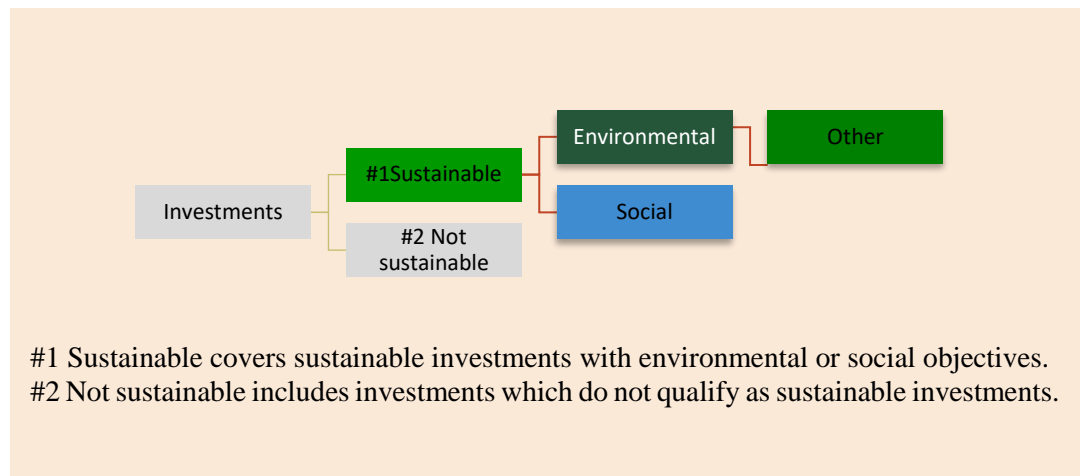 Environmental
Other
#1Sustainable
Investments
Social
#2 Not
sustainable
#1 Sustainable covers sustainable investments with environmental or social objectives.
#2 Not sustainable includes investments which do not qualify as sustainable investments.